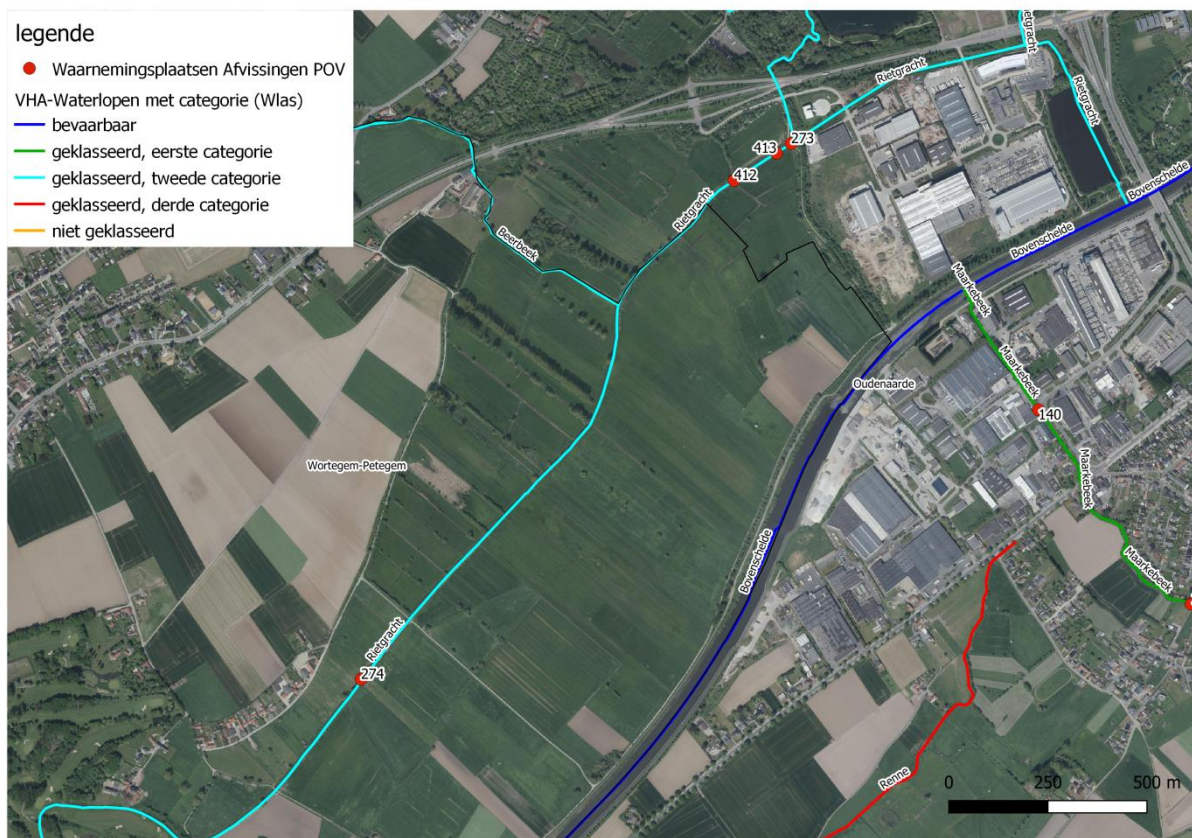 legende
Waarnemingsplaatsen Afvissingen POV
VHA-Waterlopen met categorie (Wlas)
bevaarbaar
geklasseerd, eerste categorie
geklasseerd, tweede categorie
geklasseerd, derde categorie
niet geklasseerd
Rietgracht
Rietgracht
Rietgracht
273
413
412
Rietgracht
Bovenschelde
Beerbeek
Bovenschelde
Maarkebeek
Oudenaarde
Maarkebeek
140
Wortegem-Petegem
Maarkebeek
Bovenschelde
Maarkebeek
Rietgracht
274
Renne
0 250 500 m